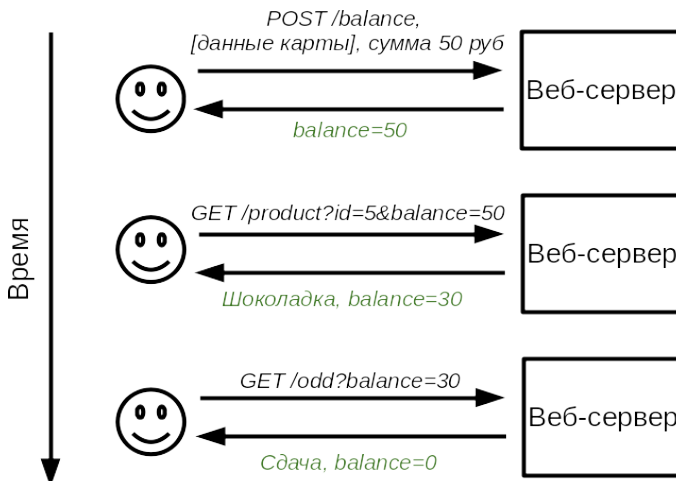 POST /balance,
[данные карты], сумма 50 руб
Веб-сервер
balance=50
GET /product?id=5&balance=50
Веб-сервер
Шоколадка, balance=30
Время
GET /odd?balance=30
Веб-сервер
Сдача, balance=0